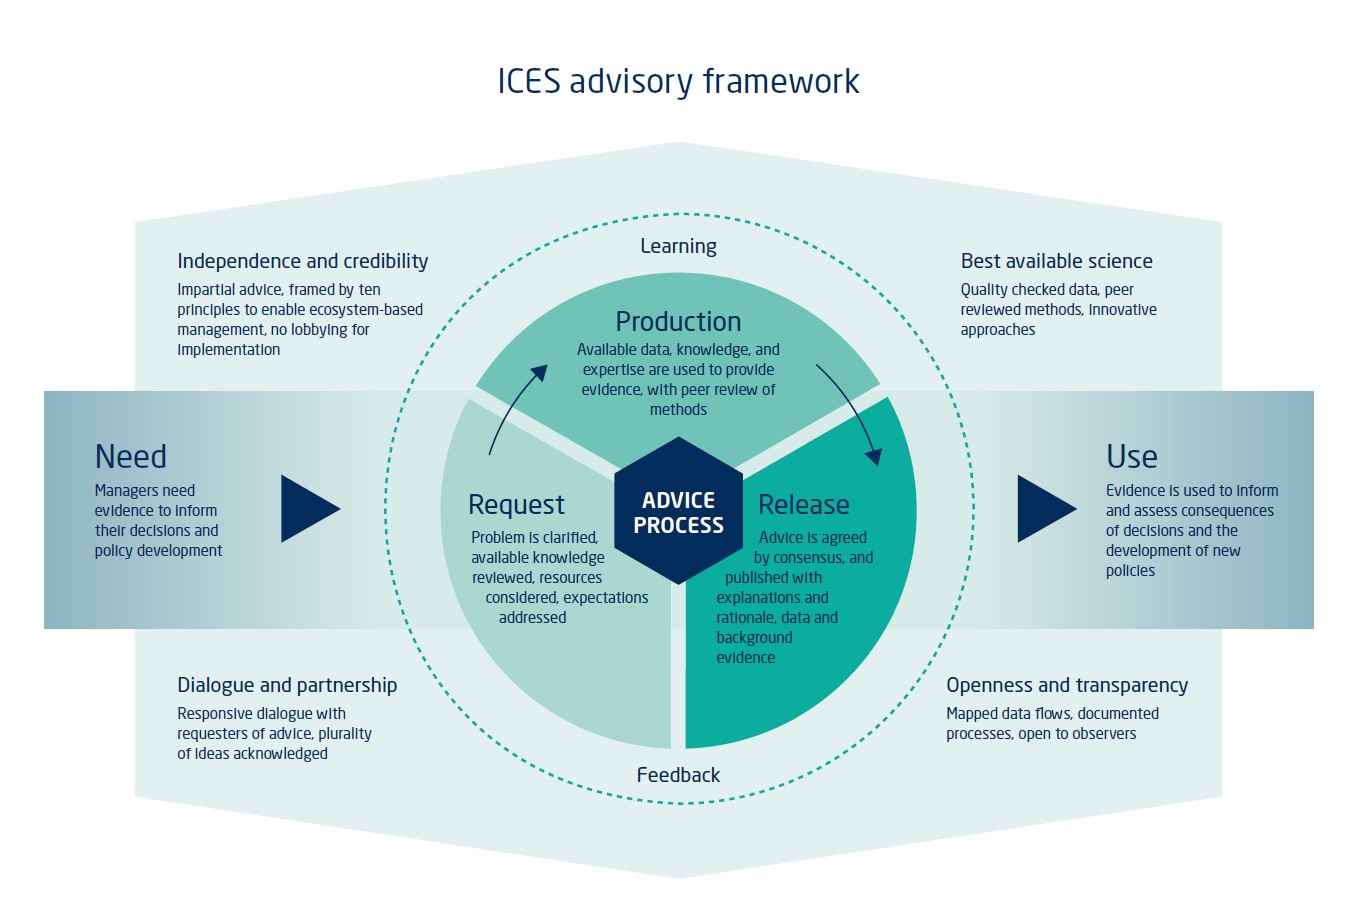 ICES advisory framework
Learning
Independence and credibility
Impartial advice, framed by ten
principles to enable ecosystem-based
management, no lobbying for
implementation
Best available science
Quality checked data, peer
reviewed methods, innovative
approaches
Production
Available data, knowledge, and
expertise are used to provide
evidence, with peer review of
methods
Need
Managers need
evidence to inform
their decisions and
policy development
Request
Problem is clarified,
available knowledge
reviewed, resources
considered, expectations
addressed
ADVICE
PROCESS
Release
Advice is agreed
by consensus, and
published with
explanations and
rationale, data and
background
evidence
Use
Evidence is used to inform
and assess consequences
of decisions and the
development of new
policies
Dialogue and partnership
Responsive dialogue with
requesters of advice, plurality
of ideas acknowledged
Openness and transparency
Mapped data flows, documented
processes, open to observers
Feedback